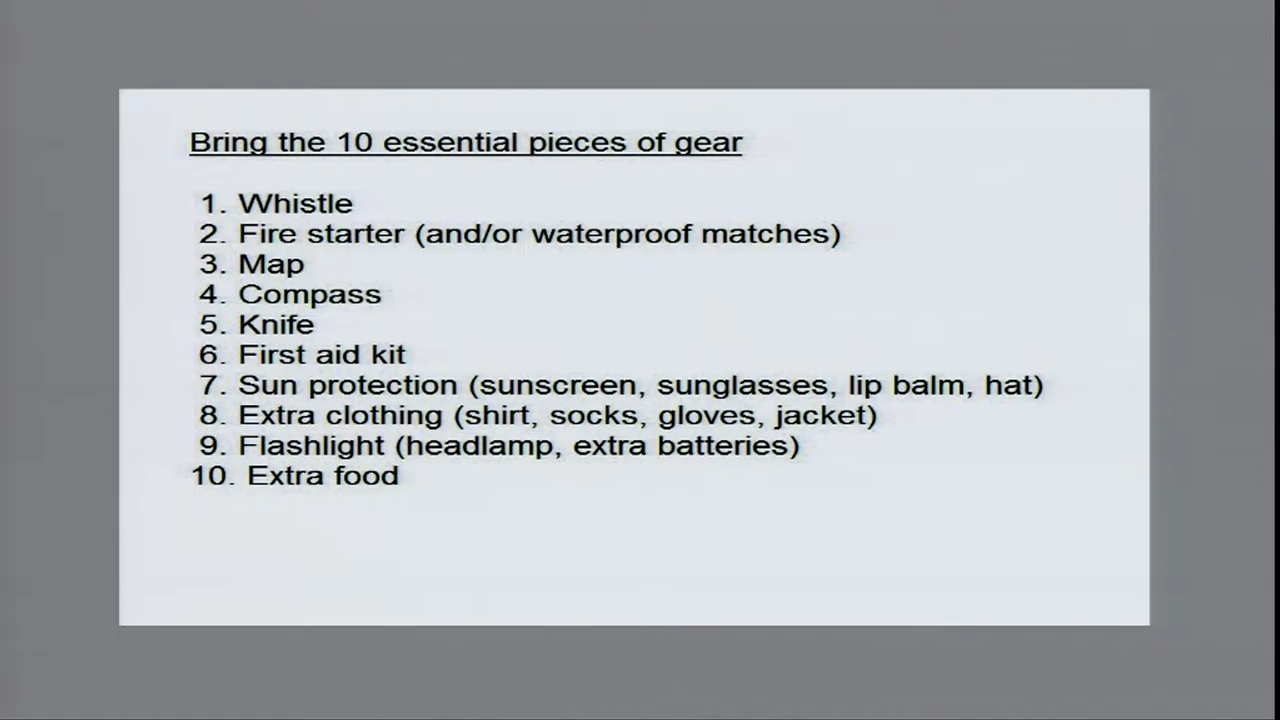 Bring the 10 essential pieces of gear
1. Whistle
2. Fire starter (and/or waterproof matches)
3. Map
4. Compass
5. Knife
6. First aid kit
7. Sun protection (sunscreen, sunglasses, lip balm, hat)
8. Extra clothing (shirt, socks, gloves, jacket)
9. Flashlight (headlamp, extra batteries)
10. Extra food